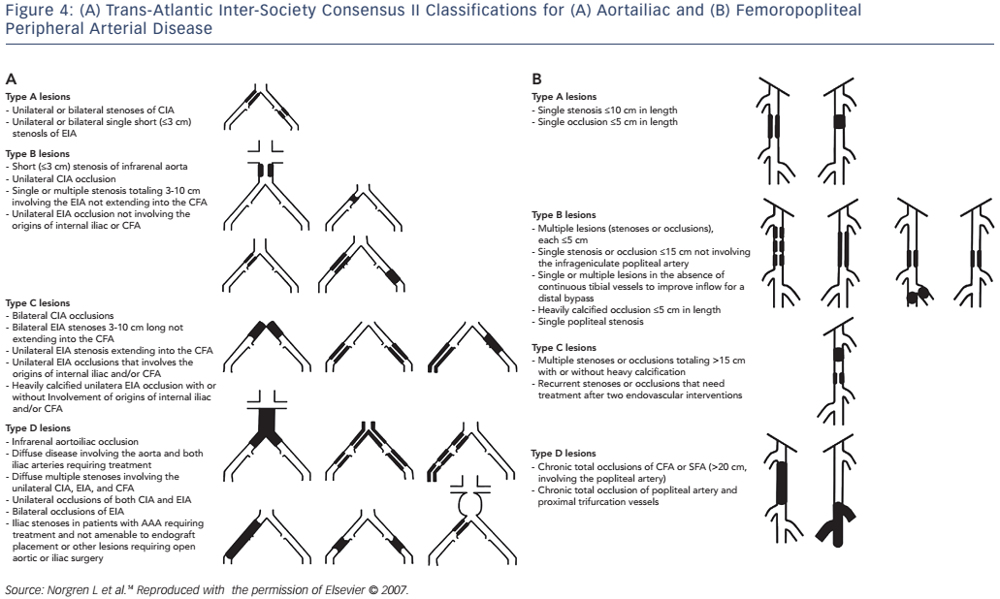 Figure 4: (A) Trans-Atlantic Inter-Society Consensus II Classifications for (A) Aortailiac and (B) Femoropopliteal
Peripheral Arterial Disease
A
Type A lesions
- Unilateral or bilateral stenoses of CIA
- Unilateral or bilateral single short (≤3 cm)
stenosls of EIA
Type B lesions
- Short (≤3 cm) stenosis of infrarenal aorta
- Unilateral CIA occlusion
- Single or multiple stenosis totaling 3-10 cm
involving the EIA not extending into the CFA
- Unilateral EIA occlusion not involving the
origins of internal iliac or CFA
Type C lesions
- Bilateral CIA occlusions
- Bilateral EIA stenoses 3-10 cm long not
extending into the CFA
- Unilateral EIA stenosis extending into the CFA
- Unilateral EIA occlusions that involves the
origins of internal iliac and/or CFA
- Heavily calcified unilatera EIA occlusion with or
without Involvement of origins of internal iliac
and/or CFA
Type D lesions
- Infrarenal aortoiliac occlusion
- Diffuse disease involving the aorta and both
iliac arteries requiring treatment
- Diffuse multiple stenoses involving the
unilateral CIA, EIA, and CFA
- Unilateral occlusions of both CIA and EIA
- Bilateral occlusions of EIA
- Iliac stenoses in patients with AAA requiring
treatment and not amenable to endograft
placement or other lesions requiring open
aortic or iliac surgery
B
Type A lesions
- Single stenosis ≤10 cm in length
- Single occlusion ≤5 cm in length
Type B lesions
- Multiple lesions (stenoses or occlusions),
each ≤5 cm
- Single stenosis or occlusion ≤15 cm not involving
the infrageniculate popliteal artery
- Single or multiple lesions in the absence of
continuous tibial vessels to improve inflow for a
distal bypass
- Heavily calcified occlusion ≤5 cm in length
- Single popliteal stenosis
Type C lesions
- Multiple stenoses or occlusions totaling >15 cm
with or without heavy calcification
- Recurrent stenoses or occlusions that need
treatment after two endovascular interventions
Type D lesions
- Chronic total occlusions of CFA or SFA (>20 cm,
involving the popliteal artery)
- Chronic total occlusion of popliteal artery and
proximal trifurcation vessels
Source: Norgren L et al.¹⁴ Reproduced with the permission of Elsevier © 2007.